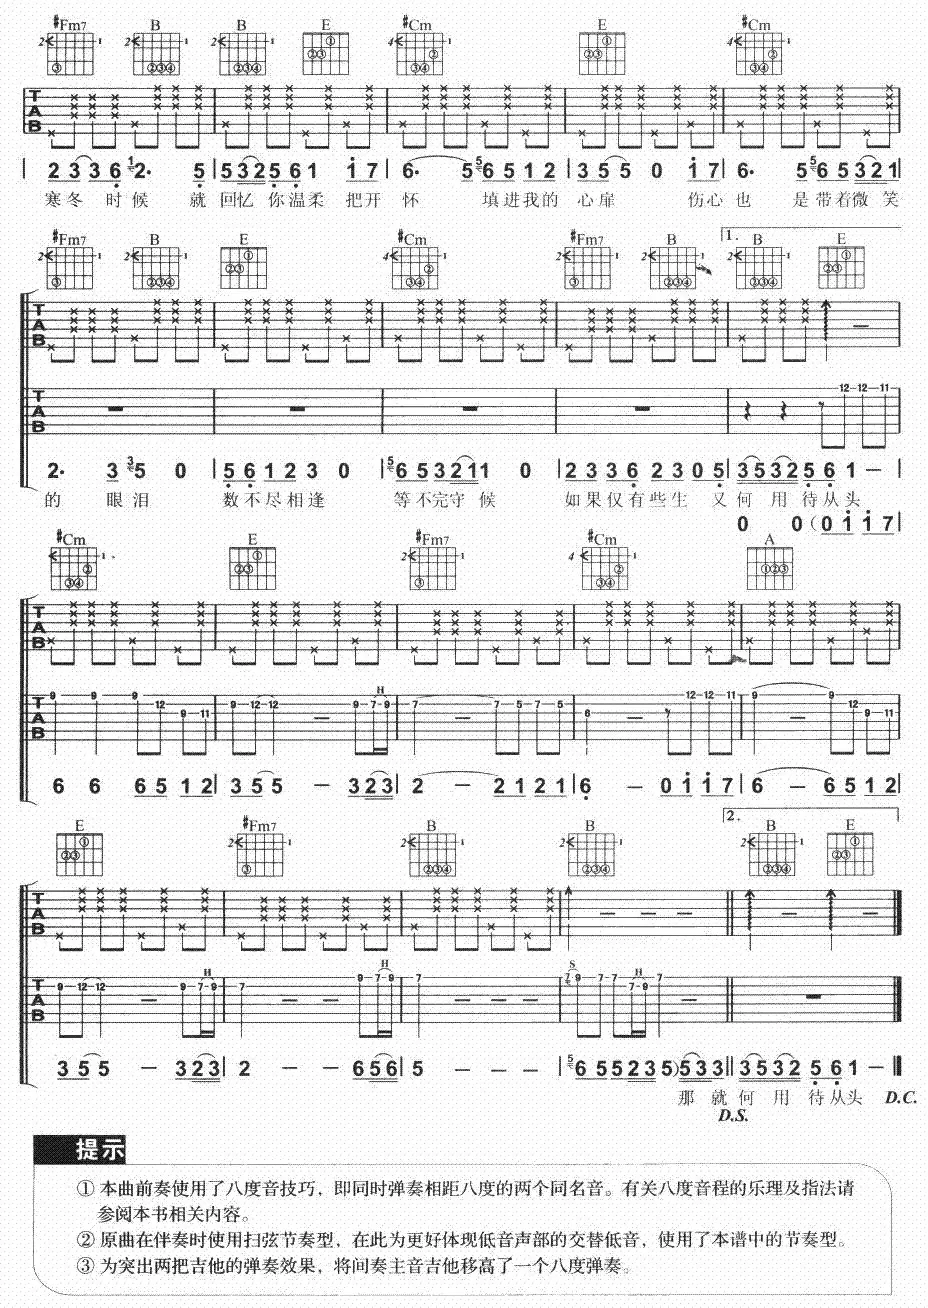 #Fm7 B B E #Cm E #Cm
2 3 3 6 1 2· 5 | 5 3 2 5 6 1 1 7 | 6· 5 5 6 5 1 2 | 3 5 5 0 1 7 | 6· 5 5 6 5 3 2 1
寒冬 时候 就 回忆 你温柔 把开 怀 填进我的 心扉 伤心也 是带着微笑
#Fm7 B E #Cm #Fm7 B 1. B E
12 12 11
2· 3 3 5 0 | 5 6 1 2 3 0 | 5 6 5 3 2 1 1 0 | 2 3 3 6 2 3 0 5 | 3 5 3 2 5 6 1 – |
的 眼泪 数不尽相逢 等不完守候 如果仅有些生 又何 用 待从头
0 0 (0 1 1 7 |
#Cm E #Fm7 #Cm A
9 9 9 12 9 11 9 12 12 – 9 7 9 7 – 7 5 7 5 6 – 12 12 11 9 – 9 12 9 11
6 6 6 5 1 2 | 3 5 5 – 3 2 3 | 2 – 2 1 2 1 | 6 – 0 1 1 7 | 6 – 6 5 1 2
E #Fm7 B B 2. B E
9 12 12 – 9 7 9 7 – – 9 7 9 7 – – – 7 9 7 7 7 9 7 –
3 5 5 – 3 2 3 | 2 – – 6 5 6 | 5 – – – | 5 6 5 5 2 3 5) 5 3 3 || 3 5 3 2 5 6 1 –
那 就 何 用 待从头 D.C.
D.S.
提示
① 本曲前奏使用了八度音技巧，即同时弹奏相距八度的两个同名音。有关八度音程的乐理及指法请
参阅本书相关内容。
② 原曲在伴奏时使用扫弦节奏型，在此为更好体现低音声部的交替低音，使用了本谱中的节奏型。
③ 为突出两把吉他的弹奏效果，将间奏主音吉他移高了一个八度弹奏。